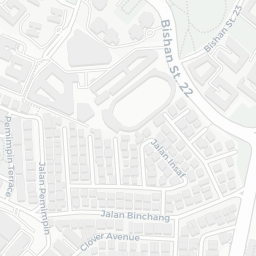 Bishan St. 22
Bishan St. 23
Jalan Insaf
Pemimpin Terrace
Jalan Pemimpin
Jalan Binchang
Clover Avenue